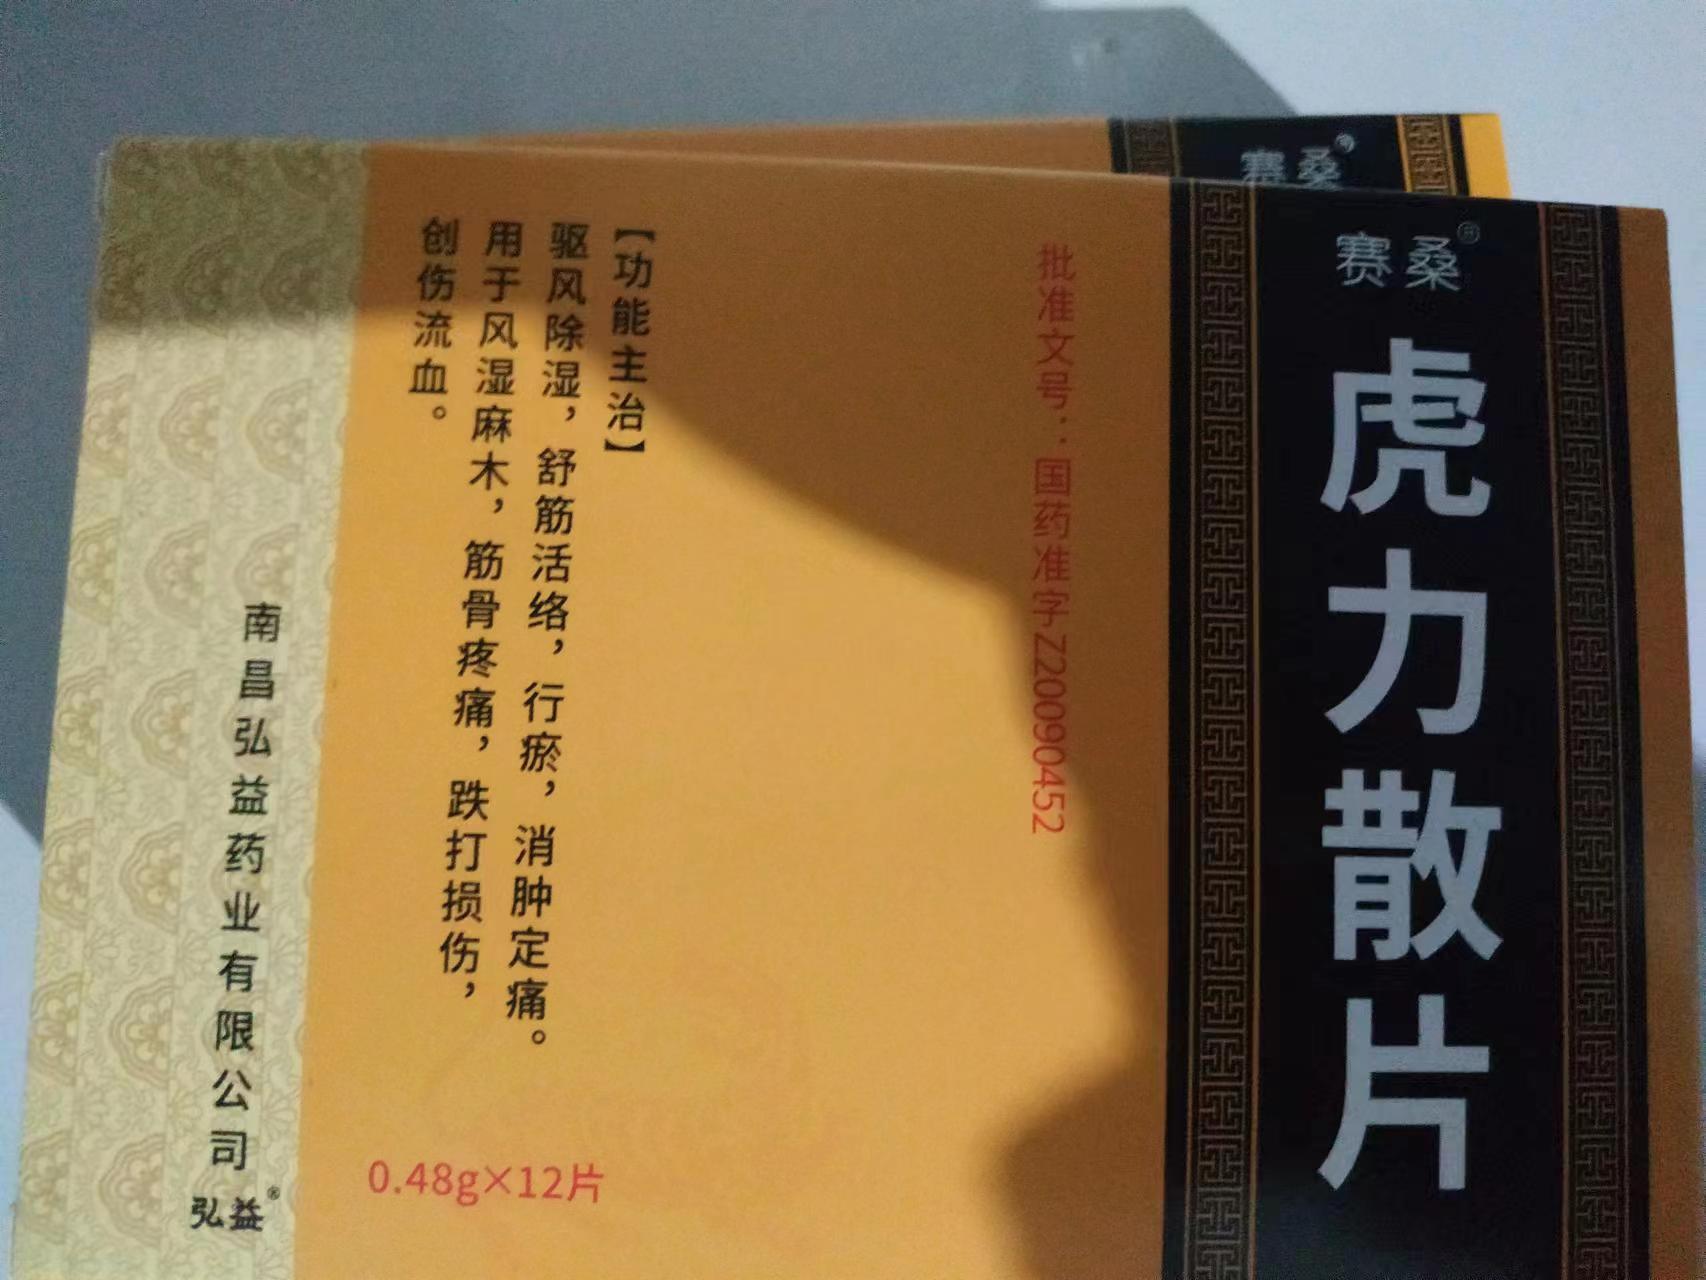 赛桑®
赛桑®
虎力散片
批准文号：国药准字Z20090452
【功能主治】
驱风除湿，舒筋活络，行瘀，消肿定痛。
用于风湿麻木，筋骨疼痛，跌打损伤，
创伤流血。
0.48g×12片
南昌弘益药业有限公司
弘益®